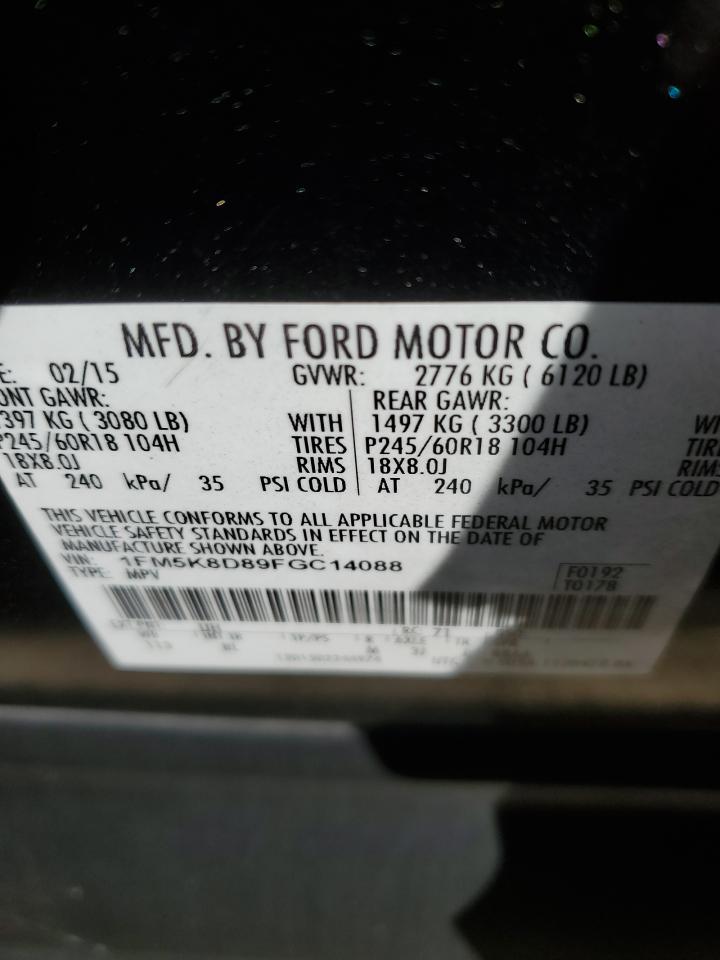 MFD. BY FORD MOTOR CO.
E: 02/15 GVWR: 2776 KG ( 6120 LB)
ONT GAWR: REAR GAWR:
397 KG ( 3080 LB) WITH 1497 KG ( 3300 LB) WI
P245/60R18 104H TIRES P245/60R18 104H TIRE
18X8.0J RIMS 18X8.0J RIMS
AT 240 kPa/ 35 PSI COLD AT 240 kPa/ 35 PSI COLD
THIS VEHICLE CONFORMS TO ALL APPLICABLE FEDERAL MOTOR
VEHICLE SAFETY STANDARDS IN EFFECT ON THE DATE OF
MANUFACTURE SHOWN ABOVE.
VIN: 1FM5K8D89FGC14088 F0192
TYPE: MPV T0178